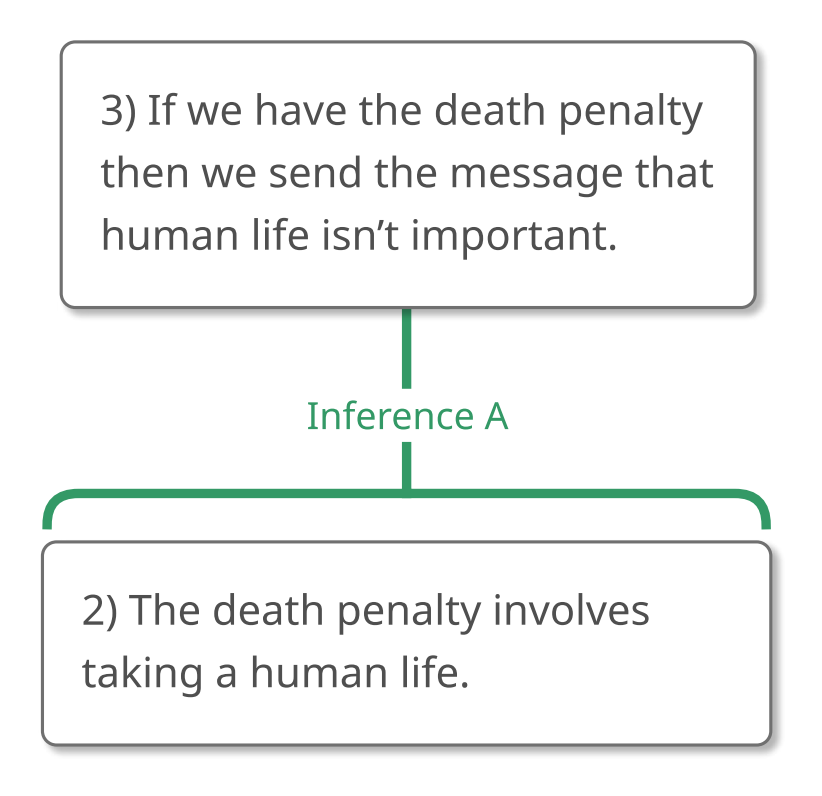 3) If we have the death penalty
then we send the message that
human life isn’t important.
Inference A
2) The death penalty involves
taking a human life.